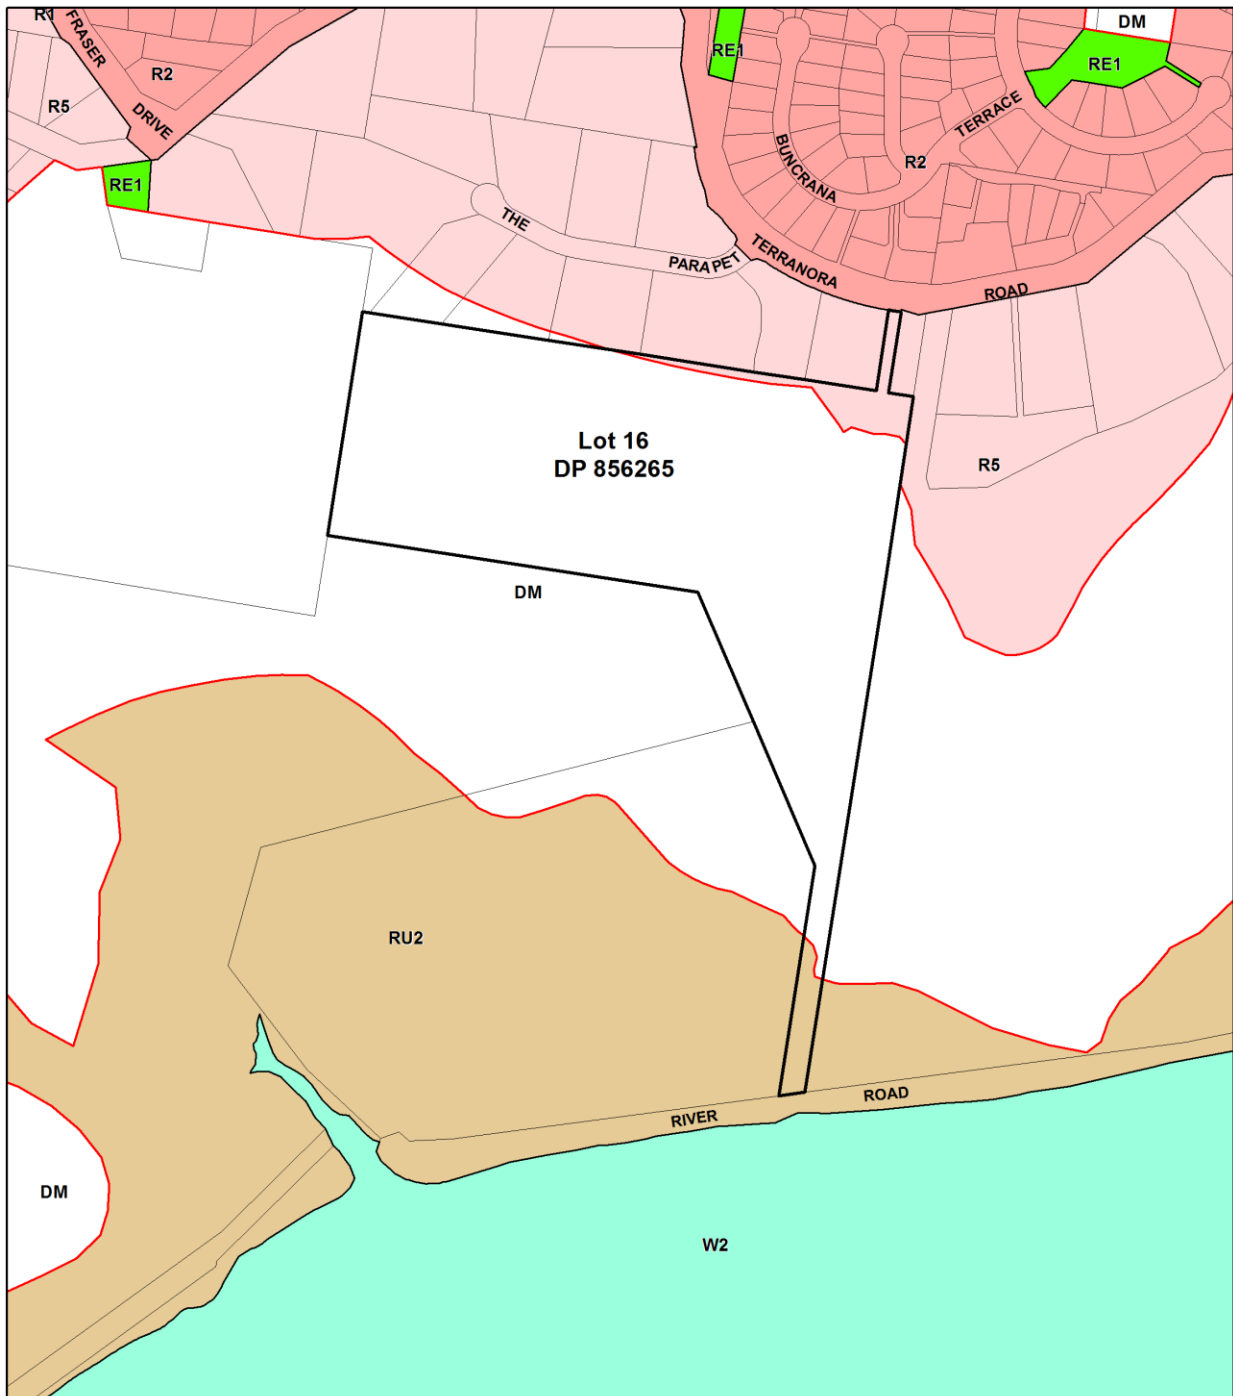 R1
FRASER
DRIVE
R2
R5
RE1
RE1
DM
RE1
TERRACE
BUNCRANA
R2
THE
PARAPET
TERRANORA
ROAD
Lot 16
DP 856265
R5
DM
RU2
RIVER
ROAD
DM
W2